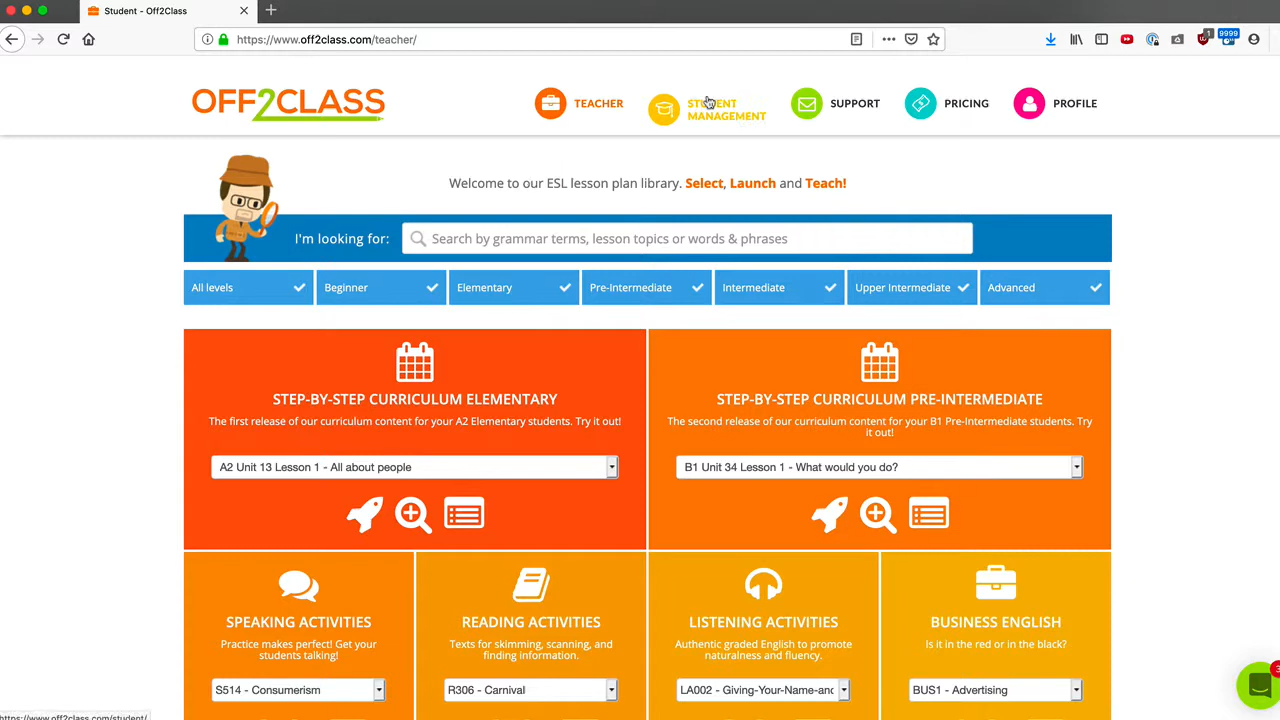 Student - Off2Class
https://www.off2class.com/teacher/
1
9999
OFF2CLASS
TEACHER
STUDENT
MANAGEMENT
SUPPORT
PRICING
PROFILE
Welcome to our ESL lesson plan library. Select, Launch and Teach!
I'm looking for:
Search by grammar terms, lesson topics or words & phrases
All levels
Beginner
Elementary
Pre-Intermediate
Intermediate
Upper Intermediate
Advanced
STEP-BY-STEP CURRICULUM ELEMENTARY
The first release of our curriculum content for your A2 Elementary students. Try it out!
A2 Unit 13 Lesson 1 - All about people
STEP-BY-STEP CURRICULUM PRE-INTERMEDIATE
The second release of our curriculum content for your B1 Pre-Intermediate students. Try
it out!
B1 Unit 34 Lesson 1 - What would you do?
SPEAKING ACTIVITIES
Practice makes perfect! Get your
students talking!
S514 - Consumerism
READING ACTIVITIES
Texts for skimming, scanning, and
finding information.
R306 - Carnival
LISTENING ACTIVITIES
Authentic graded English to promote
naturalness and fluency.
LA002 - Giving-Your-Name-anc
BUSINESS ENGLISH
Is it in the red or in the black?
BUS1 - Advertising
3
https://www.off2class.com/student/